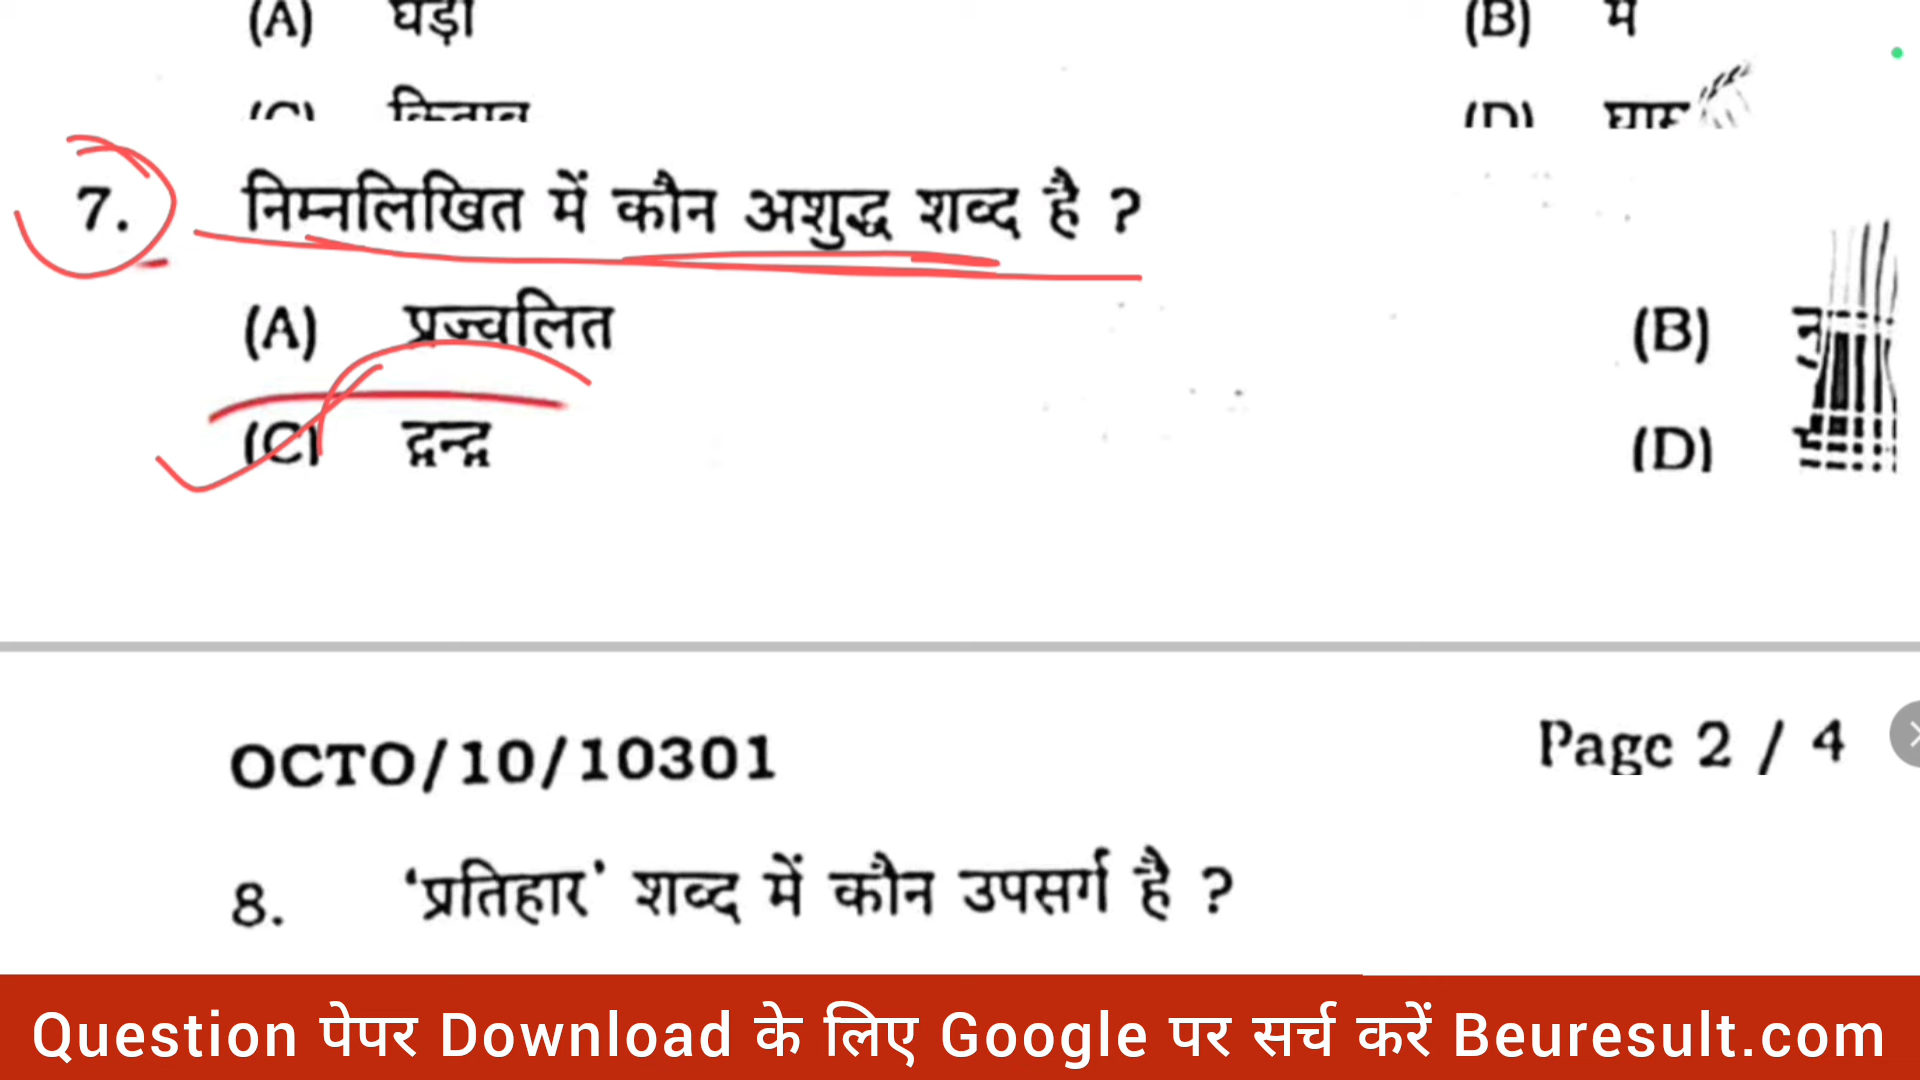 (A) घड़ी (B) में
(C) किताब (D) घाम
7. निम्नलिखित में कौन अशुद्ध शब्द है ?
(A) प्रज्वलित (B)
(C) द्वन्द्व (D)
OCTO/10/10301 Page 2 / 4
8. ‘प्रतिहार’ शब्द में कौन उपसर्ग है ?
Question पेपर Download के लिए Google पर सर्च करें Beuresult.com